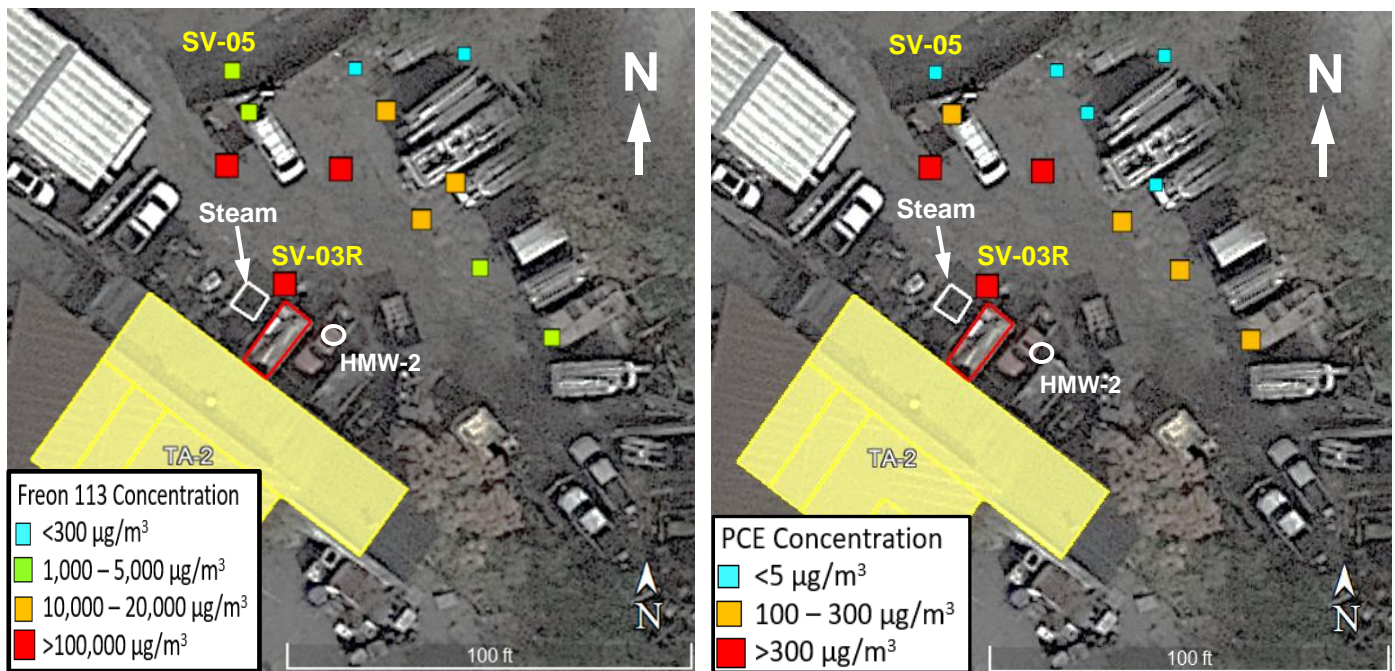 SV-05
N
Steam
SV-03R
HMW-2
TA-2
Freon 113 Concentration
<300 µg/m³
1,000 – 5,000 µg/m³
10,000 – 20,000 µg/m³
>100,000 µg/m³
N
100 ft
SV-05
N
Steam
SV-03R
HMW-2
TA-2
PCE Concentration
<5 µg/m³
100 – 300 µg/m³
>300 µg/m³
N
100 ft